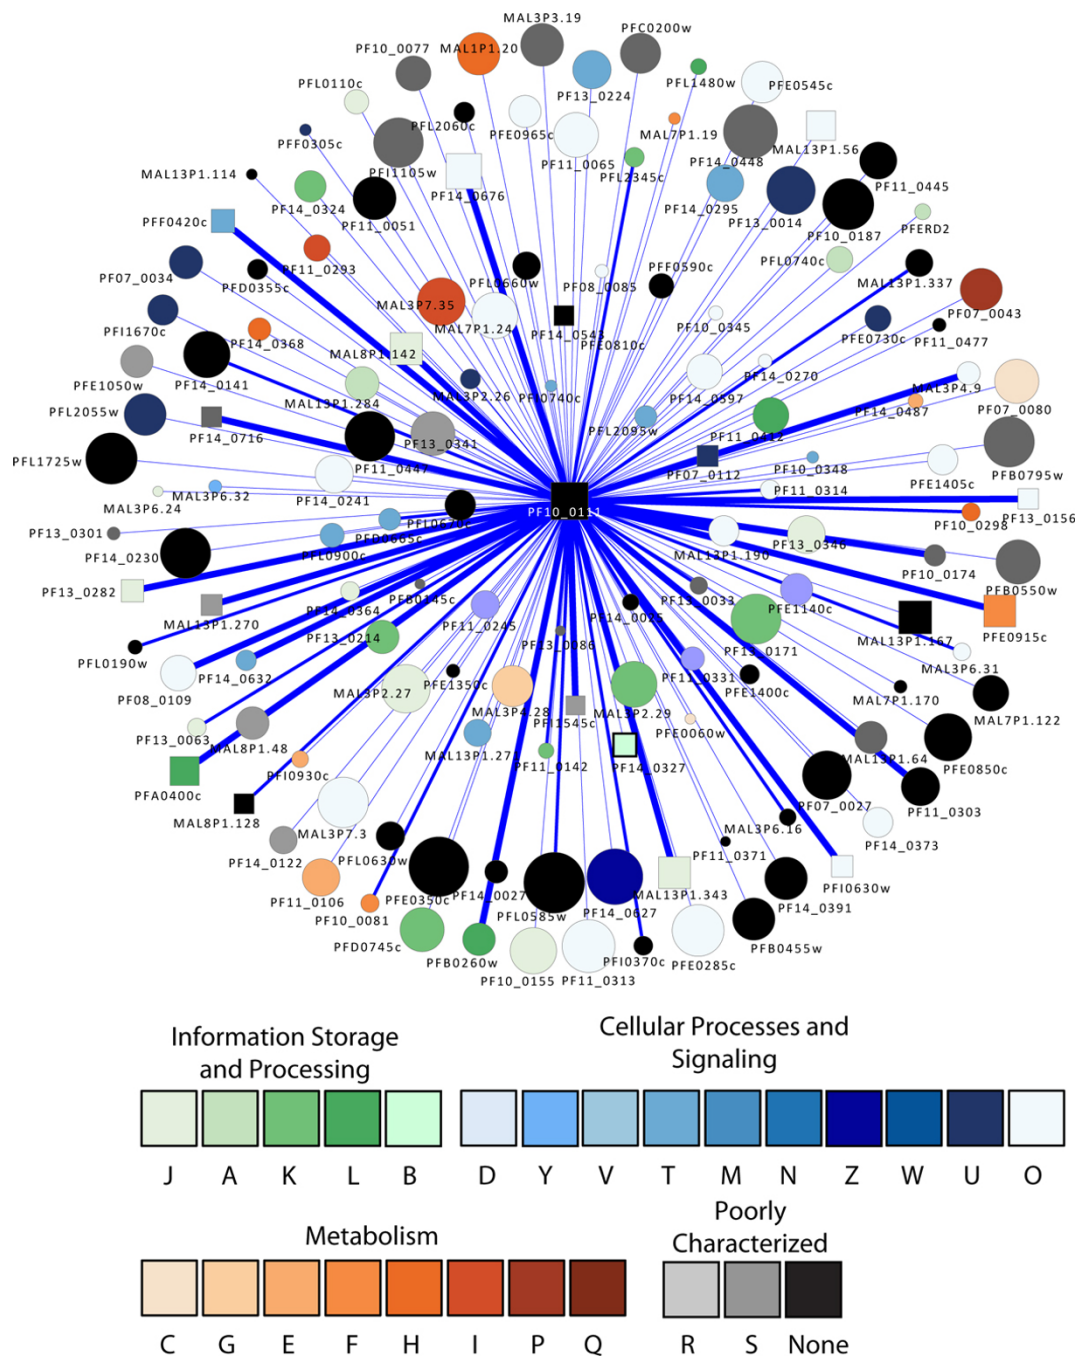 MAL3P3.19
PFC0200w
PF10_0077
MAL1P1.20
PFL0110c
PF13_0224
PFL1480w
PFE0545c
PFL2060c
PFE0965c
MAL7P1.19
PFF0305c
PFI1105w
PF11_0065
PFL2345c
PF14_0448
MAL13P1.56
MAL13P1.114
PF14_0324
PF14_0676
PF14_0295
PF11_0445
PFF0420c
PF11_0051
PF13_0014
PF10_0187
PFERD2
PF07_0034
PFD0355c
PF11_0293
PFL0660w
PF08_0085
PFF0590c
PFL0740c
MAL13P1.337
MAL3P7.35
PF07_0043
PFI1670c
PF14_0368
MAL7P1.24
PF14_0543
PFE0810c
PF10_0345
PFE0730c
PF11_0477
MAL8P1.142
PFE1050w
PF14_0141
MAL3P2.26
PFI0740c
PF14_0270
MAL3P4.9
PFL2055w
MAL13P1.284
PF14_0597
PF14_0487
PF07_0080
PF14_0716
PF13_0341
PFL2095w
PF11_0412
PFL1725w
PF11_0447
PF07_0112
PF10_0348
PFB0795w
PF14_0241
PF11_0314
PFE1405c
MAL3P6.32
MAL3P6.24
PF10_0111
PF10_0298
PF13_0156
PF13_0301
PFL0670c
PFD0665c
PF13_0346
PF14_0230
PFL0900c
MAL13P1.190
PF10_0174
PFB0550w
PF13_0282
PF14_0364
PFB0145c
PF13_0033
PFE1140c
MAL13P1.270
PF11_0245
PF14_0025
PF13_0214
PF13_0086
PF13_0171
MAL13P1.167
PFE0915c
PFL0190w
PF14_0632
PF11_0331
MAL3P6.31
PF08_0109
MAL3P2.27
PFE1350c
PFE1400c
MAL7P1.170
MAL3P4.28
PFI1545c
MAL3P2.29
MAL7P1.122
PF13_0063
MAL8P1.48
MAL13P1.271
PF11_0142
PF14_0327
PFE0060w
MAL13P1.64
PFE0850c
PFA0400c
PFI0930c
PF07_0027
PF11_0303
MAL8P1.128
MAL3P7.3
MAL3P6.16
PF14_0373
PF14_0122
PFL0630w
PF11_0371
PFI0630w
PF11_0106
PFE0350c
PF14_0027
PFL0585w
PF14_0627
MAL13P1.343
PF14_0391
PF10_0081
PFD0745c
PFB0260w
PF10_0155
PF11_0313
PFI0370c
PFE0285c
PFB0455w
Information Storage
and Processing
Cellular Processes and
Signaling
J A K L B D Y V T M N Z W U O
Metabolism
Poorly
Characterized
C G E F H I P Q R S None